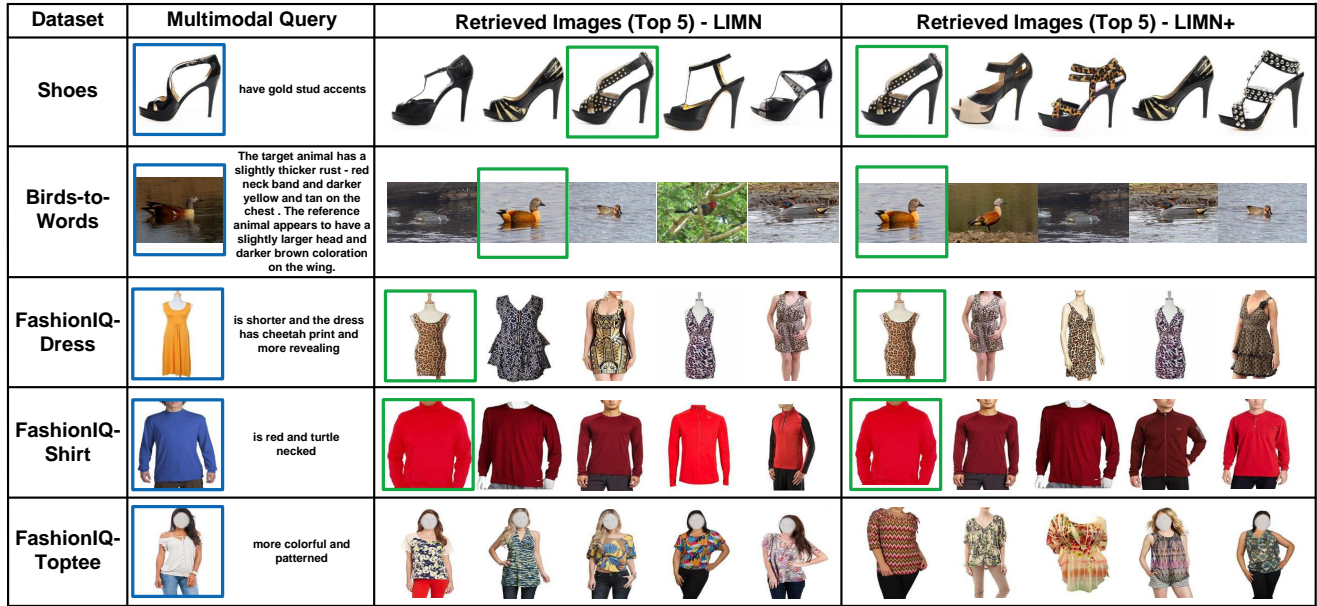 Dataset
Multimodal Query
Retrieved Images (Top 5) - LIMN
Retrieved Images (Top 5) - LIMN+
Shoes
have gold stud accents
Birds-to-
Words
The target animal has a
slightly thicker rust - red
neck band and darker
yellow and tan on the
chest . The reference
animal appears to have a
slightly larger head and
darker brown coloration
on the wing.
FashionIQ-
Dress
is shorter and the dress
has cheetah print and
more revealing
FashionIQ-
Shirt
is red and turtle
necked
FashionIQ-
Toptee
more colorful and
patterned